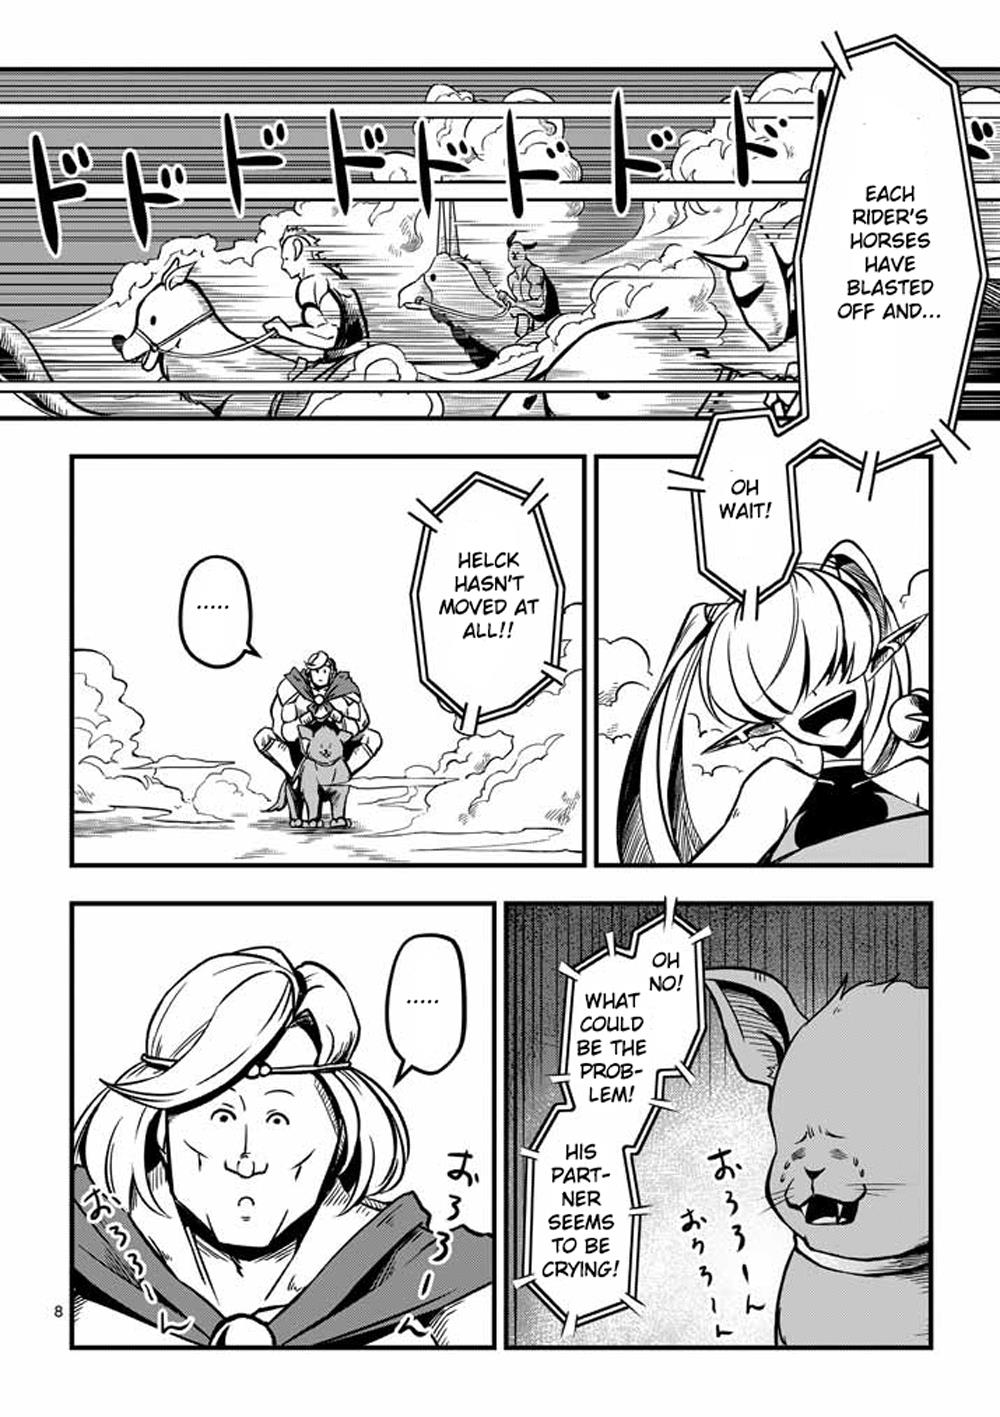 ドドドドドドドド
EACH
RIDER'S
HORSES
HAVE
BLASTED
OFF AND...
OH
WAIT!
HELCK
HASN'T
MOVED AT
ALL!!
.....
OH
NO!
WHAT
COULD
BE THE
PROB-
LEM!
HIS
PART-
NER
SEEMS
TO BE
CRYING!
おろろーん
おろろーん
.....
おろろーん
おろろーん
8